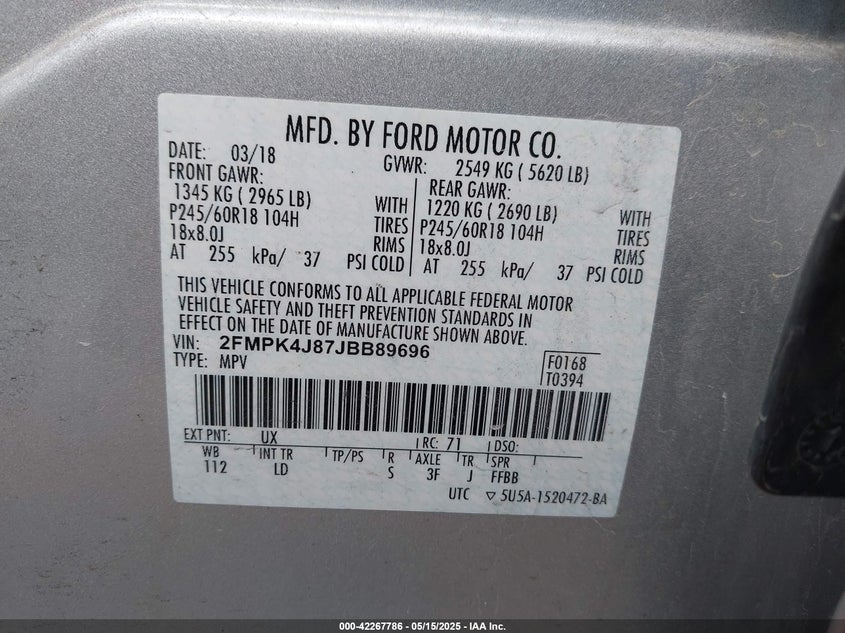 MFD. BY FORD MOTOR CO.
DATE: 03/18 GVWR: 2549 KG ( 5620 LB)
FRONT GAWR: REAR GAWR:
1345 KG ( 2965 LB) WITH 1220 KG ( 2690 LB) WITH
P245/60R18 104H TIRES P245/60R18 104H TIRES
18x8.0J RIMS 18x8.0J RIMS
AT 255 kPa/ 37 PSI COLD AT 255 kPa/ 37 PSI COLD
THIS VEHICLE CONFORMS TO ALL APPLICABLE FEDERAL MOTOR
VEHICLE SAFETY AND THEFT PREVENTION STANDARDS IN
EFFECT ON THE DATE OF MANUFACTURE SHOWN ABOVE.
VIN: 2FMPK4J87JBB89696
TYPE: MPV
F0168
T0394
EXT PNT: UX RC: 71 DSO:
WB INT TR TP/PS R AXLE TR SPR
112 LD S 3F J FFBB
UTC ▽ 5U5A-1520472-BA
000-42267786 - 05/15/2025 - IAA Inc.